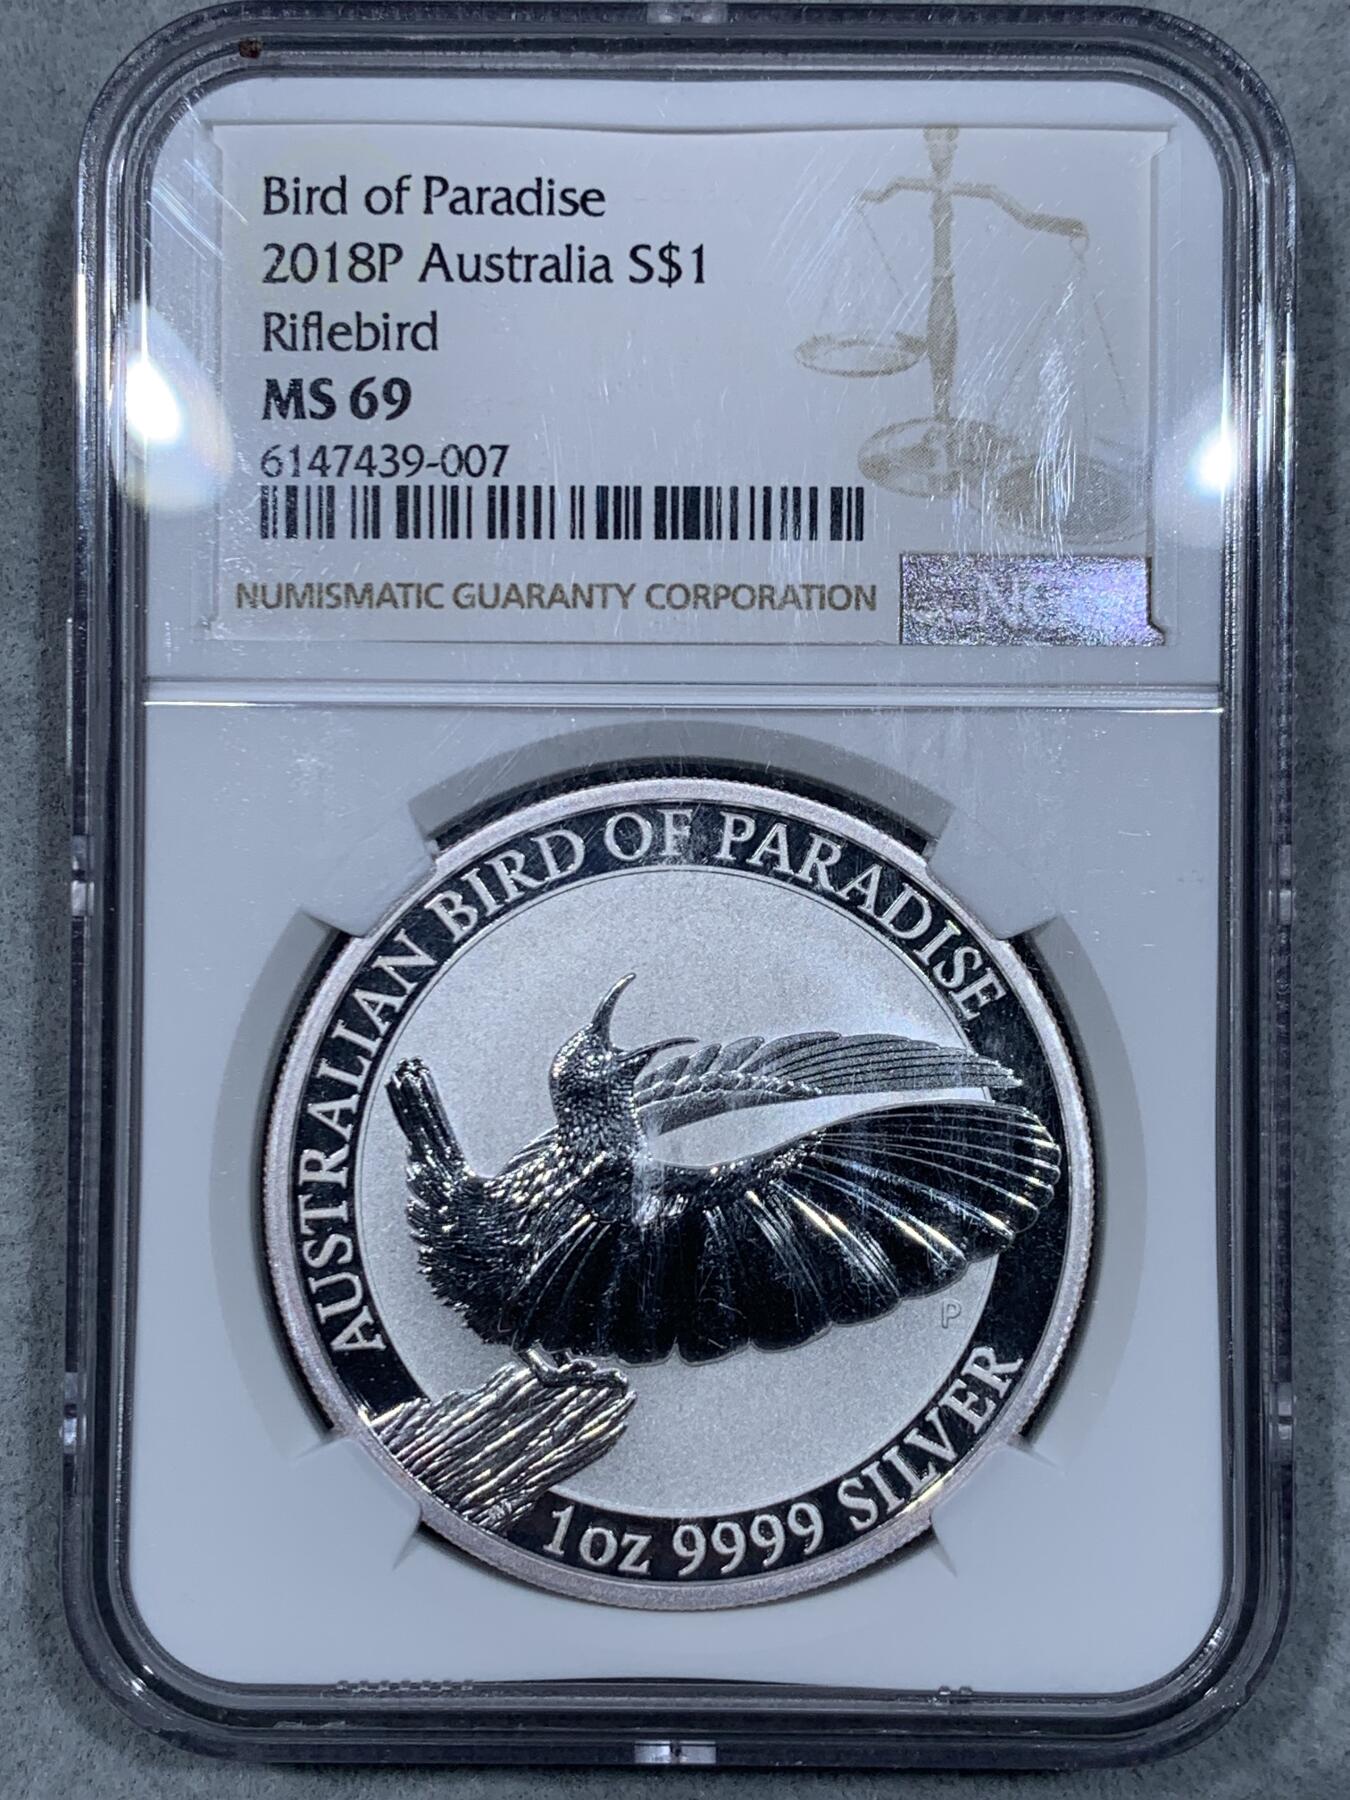 Bird of Paradise
2018P Australia S$1
Riflebird
MS 69
6147439-007
NUMISMATIC GUARANTY CORPORATION
NGC
AUSTRALIAN BIRD OF PARADISE
P
1oz 9999 SILVER